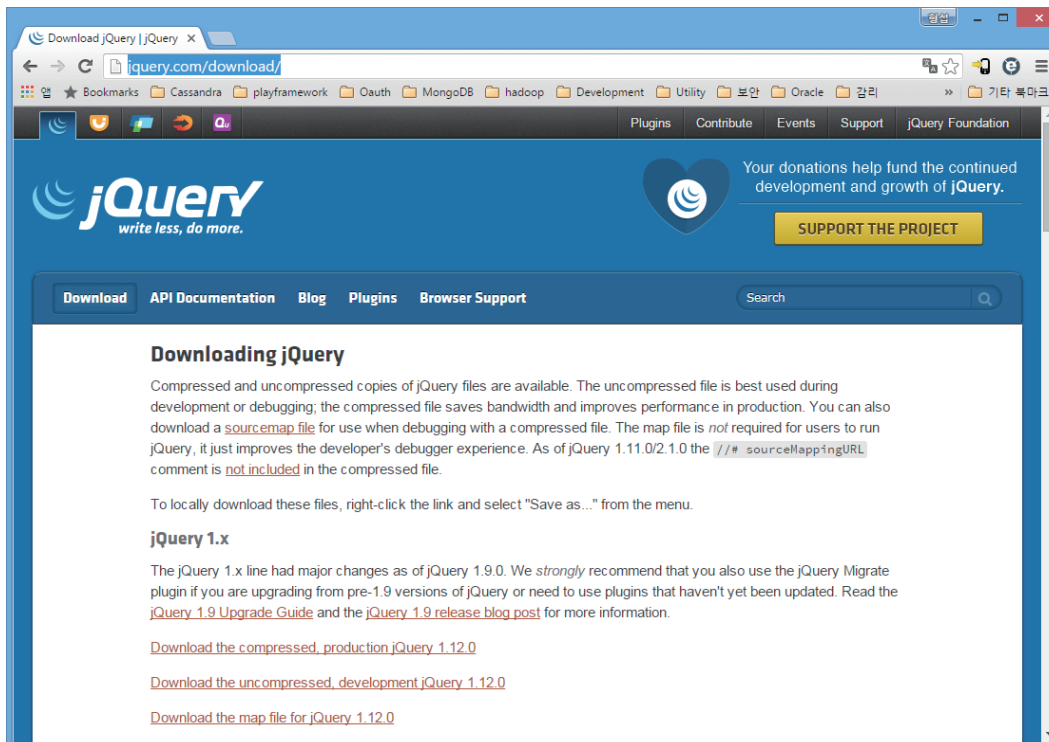 원섭
Download jQuery | jQuery
jquery.com/download/
앱 Bookmarks Cassandra playframework Oauth MongoDB hadoop Development Utility 보안 Oracle 감리 » 기타 북마크
Qu Plugins Contribute Events Support jQuery Foundation
Your donations help fund the continued
development and growth of jQuery.
jQuery
write less, do more.
SUPPORT THE PROJECT
Download API Documentation Blog Plugins Browser Support Search
Downloading jQuery
Compressed and uncompressed copies of jQuery files are available. The uncompressed file is best used during
development or debugging; the compressed file saves bandwidth and improves performance in production. You can also
download a sourcemap file for use when debugging with a compressed file. The map file is not required for users to run
jQuery, it just improves the developer's debugger experience. As of jQuery 1.11.0/2.1.0 the //# sourceMappingURL
comment is not included in the compressed file.
To locally download these files, right-click the link and select "Save as..." from the menu.
jQuery 1.x
The jQuery 1.x line had major changes as of jQuery 1.9.0. We strongly recommend that you also use the jQuery Migrate
plugin if you are upgrading from pre-1.9 versions of jQuery or need to use plugins that haven't yet been updated. Read the
jQuery 1.9 Upgrade Guide and the jQuery 1.9 release blog post for more information.
Download the compressed, production jQuery 1.12.0
Download the uncompressed, development jQuery 1.12.0
Download the map file for jQuery 1.12.0